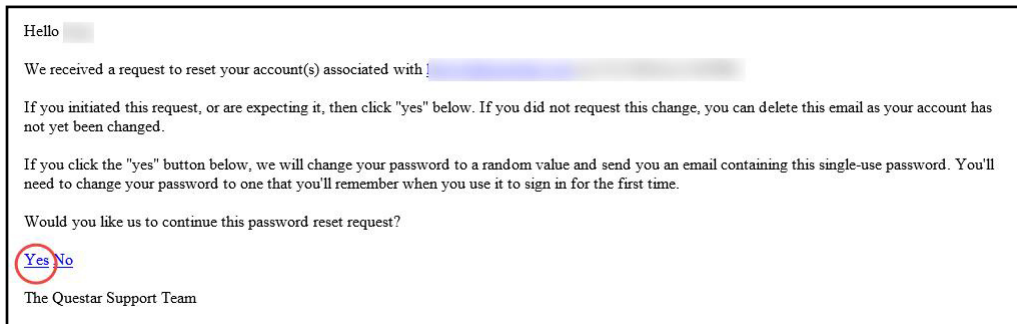 Hello
We received a request to reset your account(s) associated with
If you initiated this request, or are expecting it, then click "yes" below. If you did not request this change, you can delete this email as your account has
not yet been changed.
If you click the "yes" button below, we will change your password to a random value and send you an email containing this single-use password. You'll
need to change your password to one that you'll remember when you use it to sign in for the first time.
Would you like us to continue this password reset request?
Yes No
The Questar Support Team